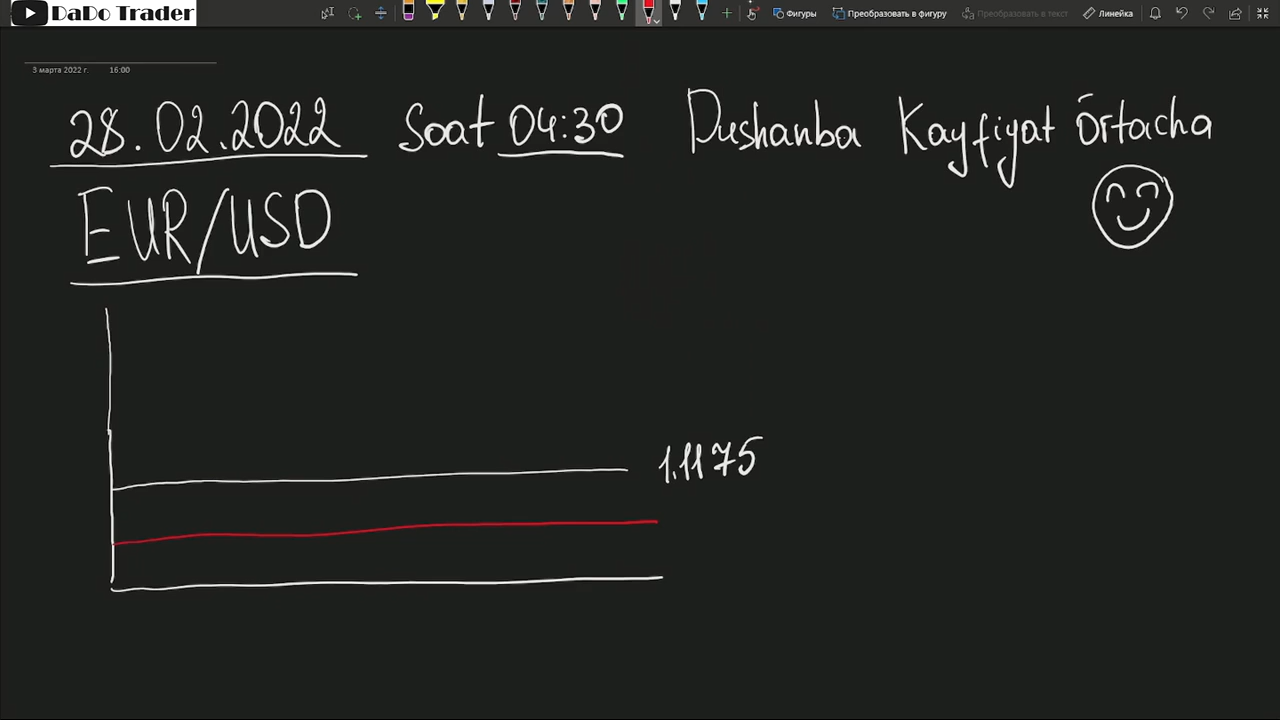 DaDo Trader
Фигуры Преобразовать в фигуру Преобразовать в текст Линейка
3 марта 2022 г. 16:00
28.02.2022 Soat 04:30 Dushanba Kayfiyat Ortacha
EUR/USD
1.1175